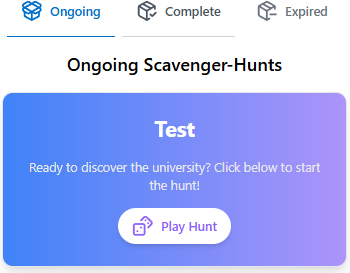 Ongoing
Complete
Expired
Ongoing Scavenger-Hunts
Test
Ready to discover the university? Click below to start
the hunt!
Play Hunt